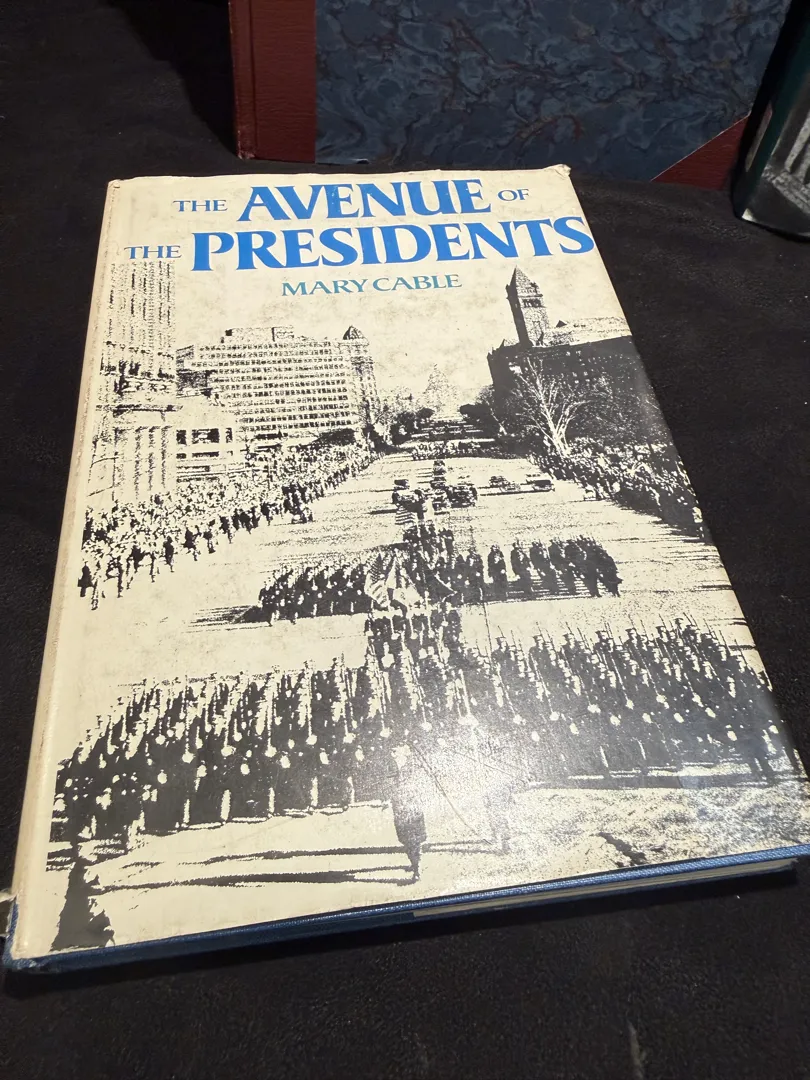 THE AVENUE OF
THE PRESIDENTS
MARY CABLE